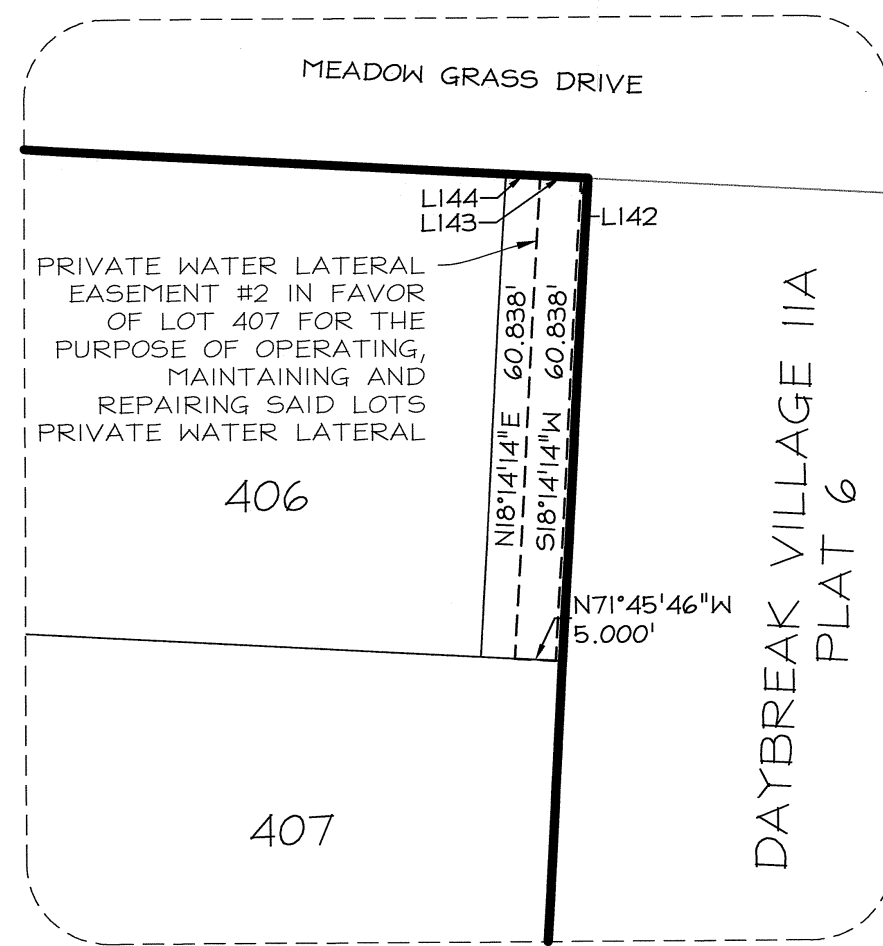 MEADOW GRASS DRIVE
L144
L143
L142
PRIVATE WATER LATERAL
EASEMENT #2 IN FAVOR
OF LOT 407 FOR THE
PURPOSE OF OPERATING,
MAINTAINING AND
REPAIRING SAID LOTS
PRIVATE WATER LATERAL
N18°14'14"E 60.838'
S18°14'14"W 60.838'
406
N71°45'46"W
5.000'
407
DAYBREAK VILLAGE 11A
PLAT 6